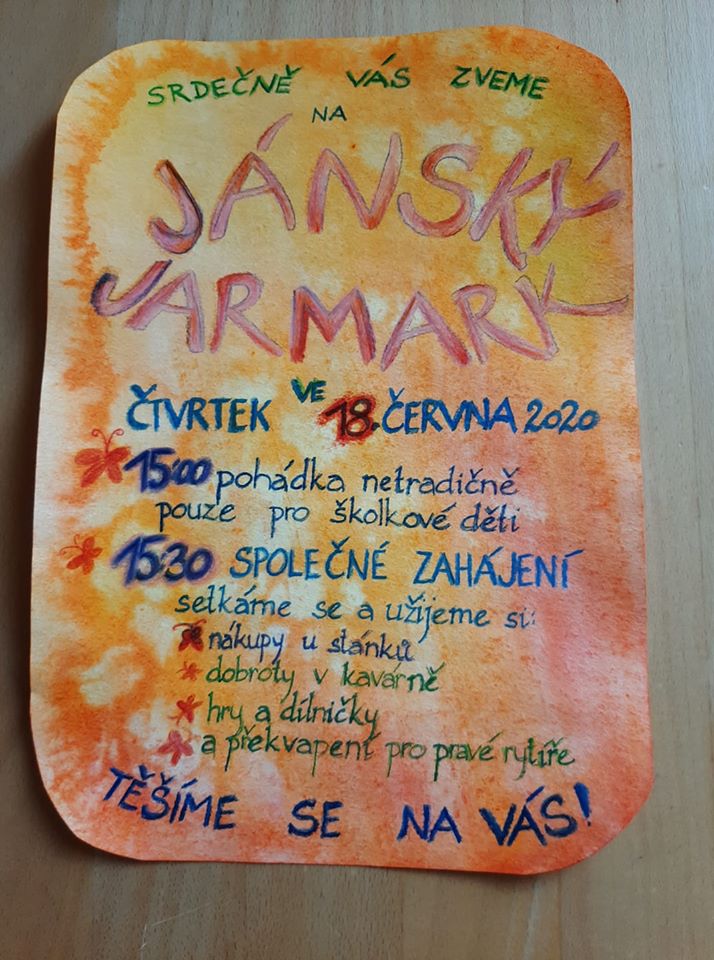 SRDEČNĚ VÁS ZVEME
NA
JÁNSKÝ
JARMARK
VE
ČTVRTEK 18. ČERVNA 2020
15:00 pohádka netradičně
pouze pro školkové děti
15:30 SPOLEČNÉ ZAHÁJENÍ
setkáme se a užijeme si:
nákupy u stánků
dobroty v kavárně
hry a dílničky
a překvapení pro pravé rytíře
TĚŠÍME SE NA VÁS!